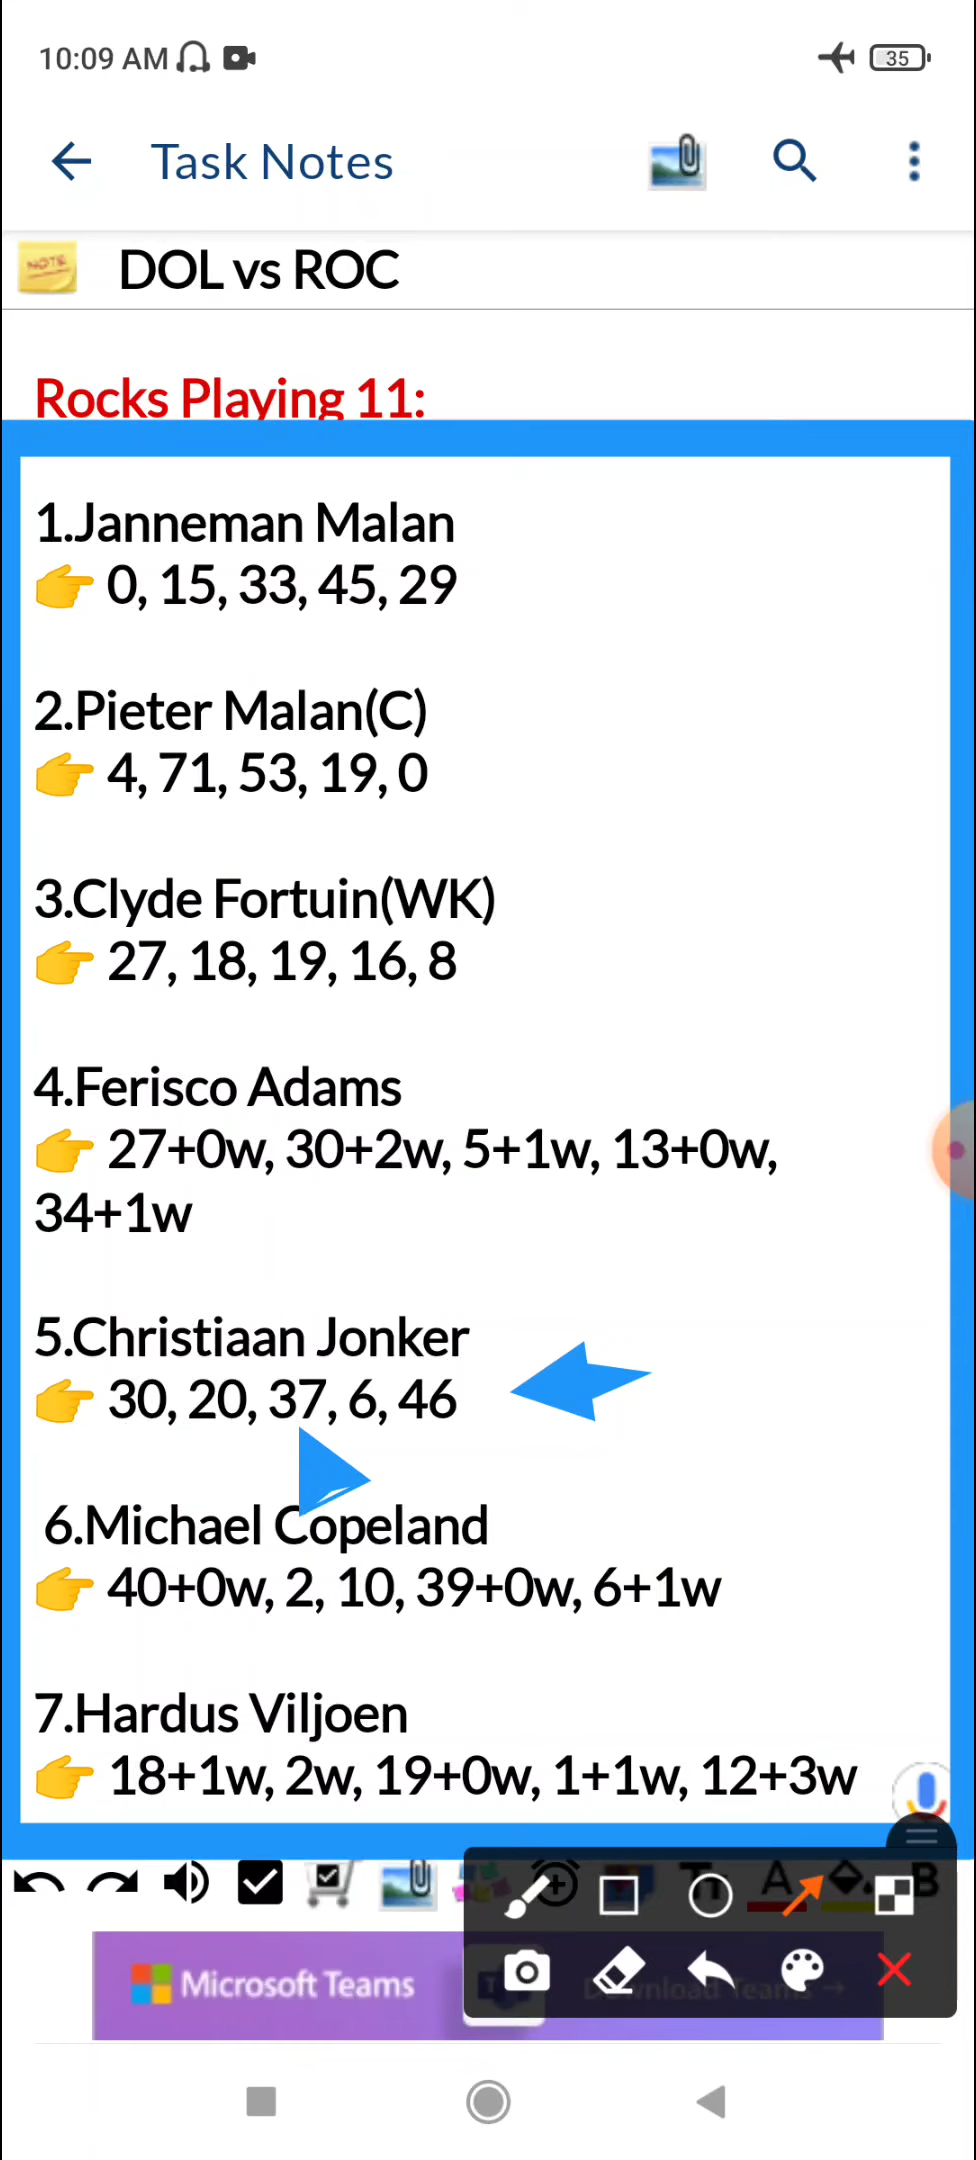 10:09 AM
35
Task Notes
NOTE
DOL vs ROC
Rocks Playing 11:
1.Janneman Malan
👉 0, 15, 33, 45, 29
2.Pieter Malan(C)
👉 4, 71, 53, 19, 0
3.Clyde Fortuin(WK)
👉 27, 18, 19, 16, 8
4.Ferisco Adams
👉 27+0w, 30+2w, 5+1w, 13+0w,
34+1w
5.Christiaan Jonker
👉 30, 20, 37, 6, 46
6.Michael Copeland
👉 40+0w, 2, 10, 39+0w, 6+1w
7.Hardus Viljoen
👉 18+1w, 2w, 19+0w, 1+1w, 12+3w
A
B
Microsoft Teams
Download Teams →